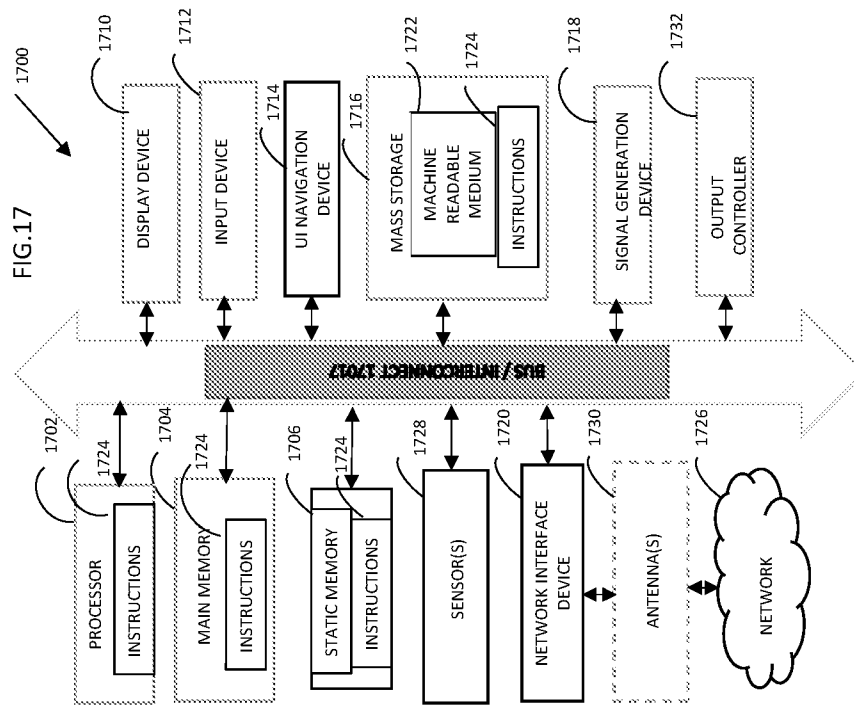 FIG.17
1700
PROCESSOR
INSTRUCTIONS
1702
1724
MAIN MEMORY
INSTRUCTIONS
1704
1724
STATIC MEMORY
INSTRUCTIONS
1706
1724
SENSOR(S)
1728
NETWORK INTERFACE
DEVICE
1720
ANTENNA(S)
1730
NETWORK
1726
BUS / INTERCONNECT 17017
DISPLAY DEVICE
1710
INPUT DEVICE
1712
UI NAVIGATION
DEVICE
1714
MASS STORAGE
1716
MACHINE
READABLE
MEDIUM
1722
INSTRUCTIONS
1724
SIGNAL GENERATION
DEVICE
1718
OUTPUT
CONTROLLER
1732